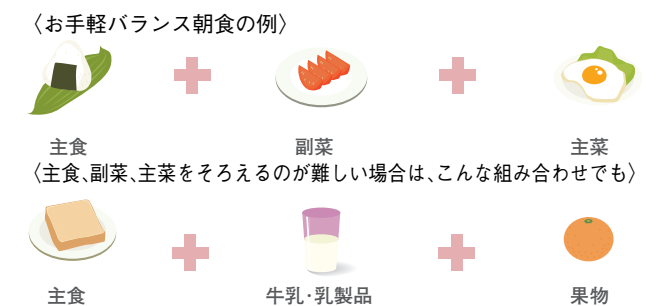 〈お手軽バランス朝食の例〉
主食 副菜 主菜
〈主食、副菜、主菜をそろえるのが難しい場合は、こんな組み合わせでも〉
主食 牛乳・乳製品 果物